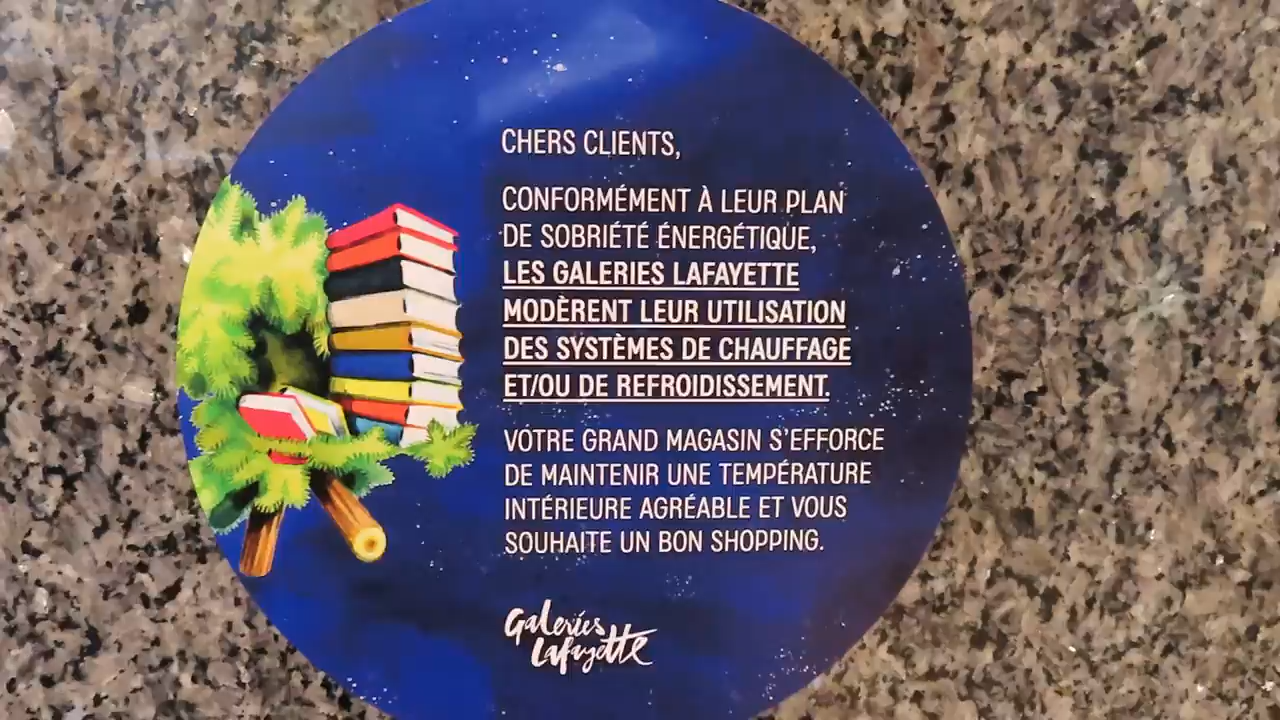 CHERS CLIENTS,
CONFORMÉMENT À LEUR PLAN
DE SOBRIÉTÉ ÉNERGÉTIQUE,
LES GALERIES LAFAYETTE
MODÈRENT LEUR UTILISATION
DES SYSTÈMES DE CHAUFFAGE
ET/OU DE REFROIDISSEMENT.
VOTRE GRAND MAGASIN S'EFFORCE
DE MAINTENIR UNE TEMPÉRATURE
INTÉRIEURE AGRÉABLE ET VOUS
SOUHAITE UN BON SHOPPING.
Galeries
Lafayette